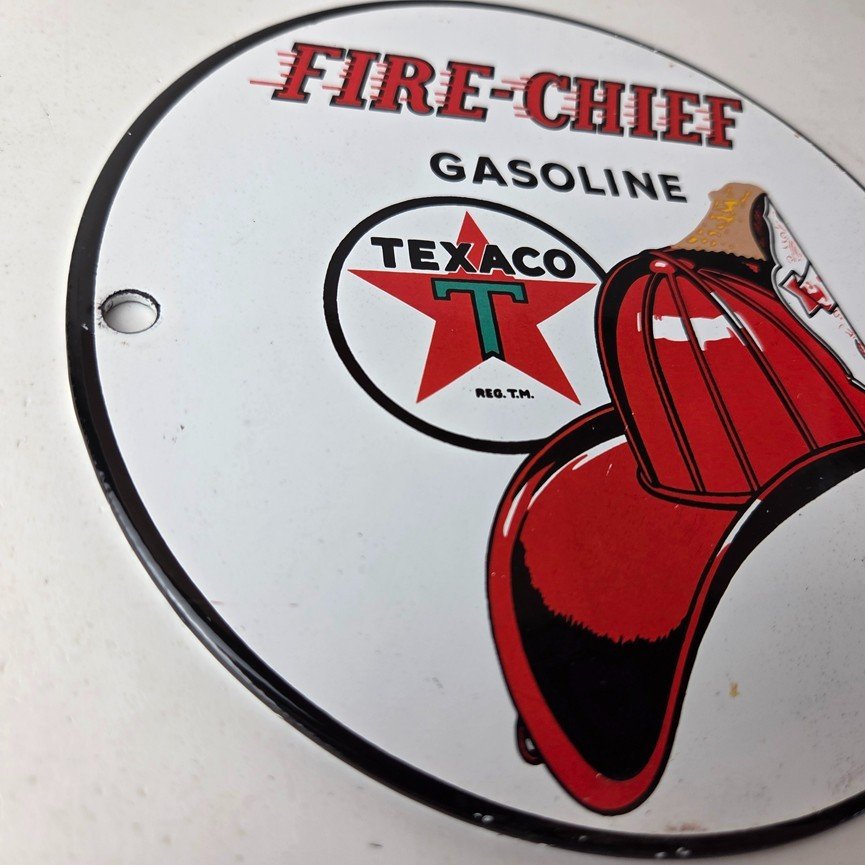 FIRE-CHIEF
GASOLINE
TEXACO
T
REG. T.M.